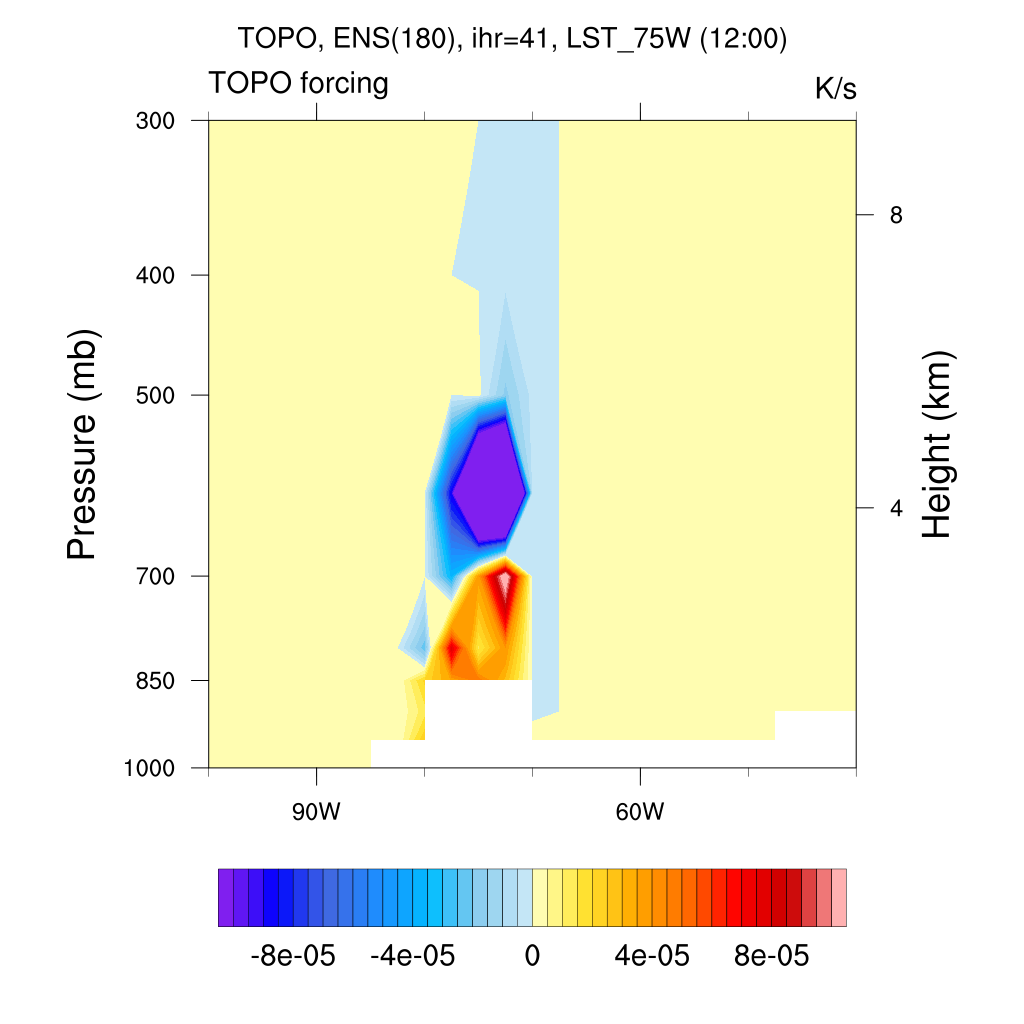 TOPO, ENS(180), ihr=41, LST_75W (12:00)
TOPO forcing
K/s
300
400
500
700
850
1000
Pressure (mb)
8
4
Height (km)
90W
60W
-8e-05
-4e-05
0
4e-05
8e-05